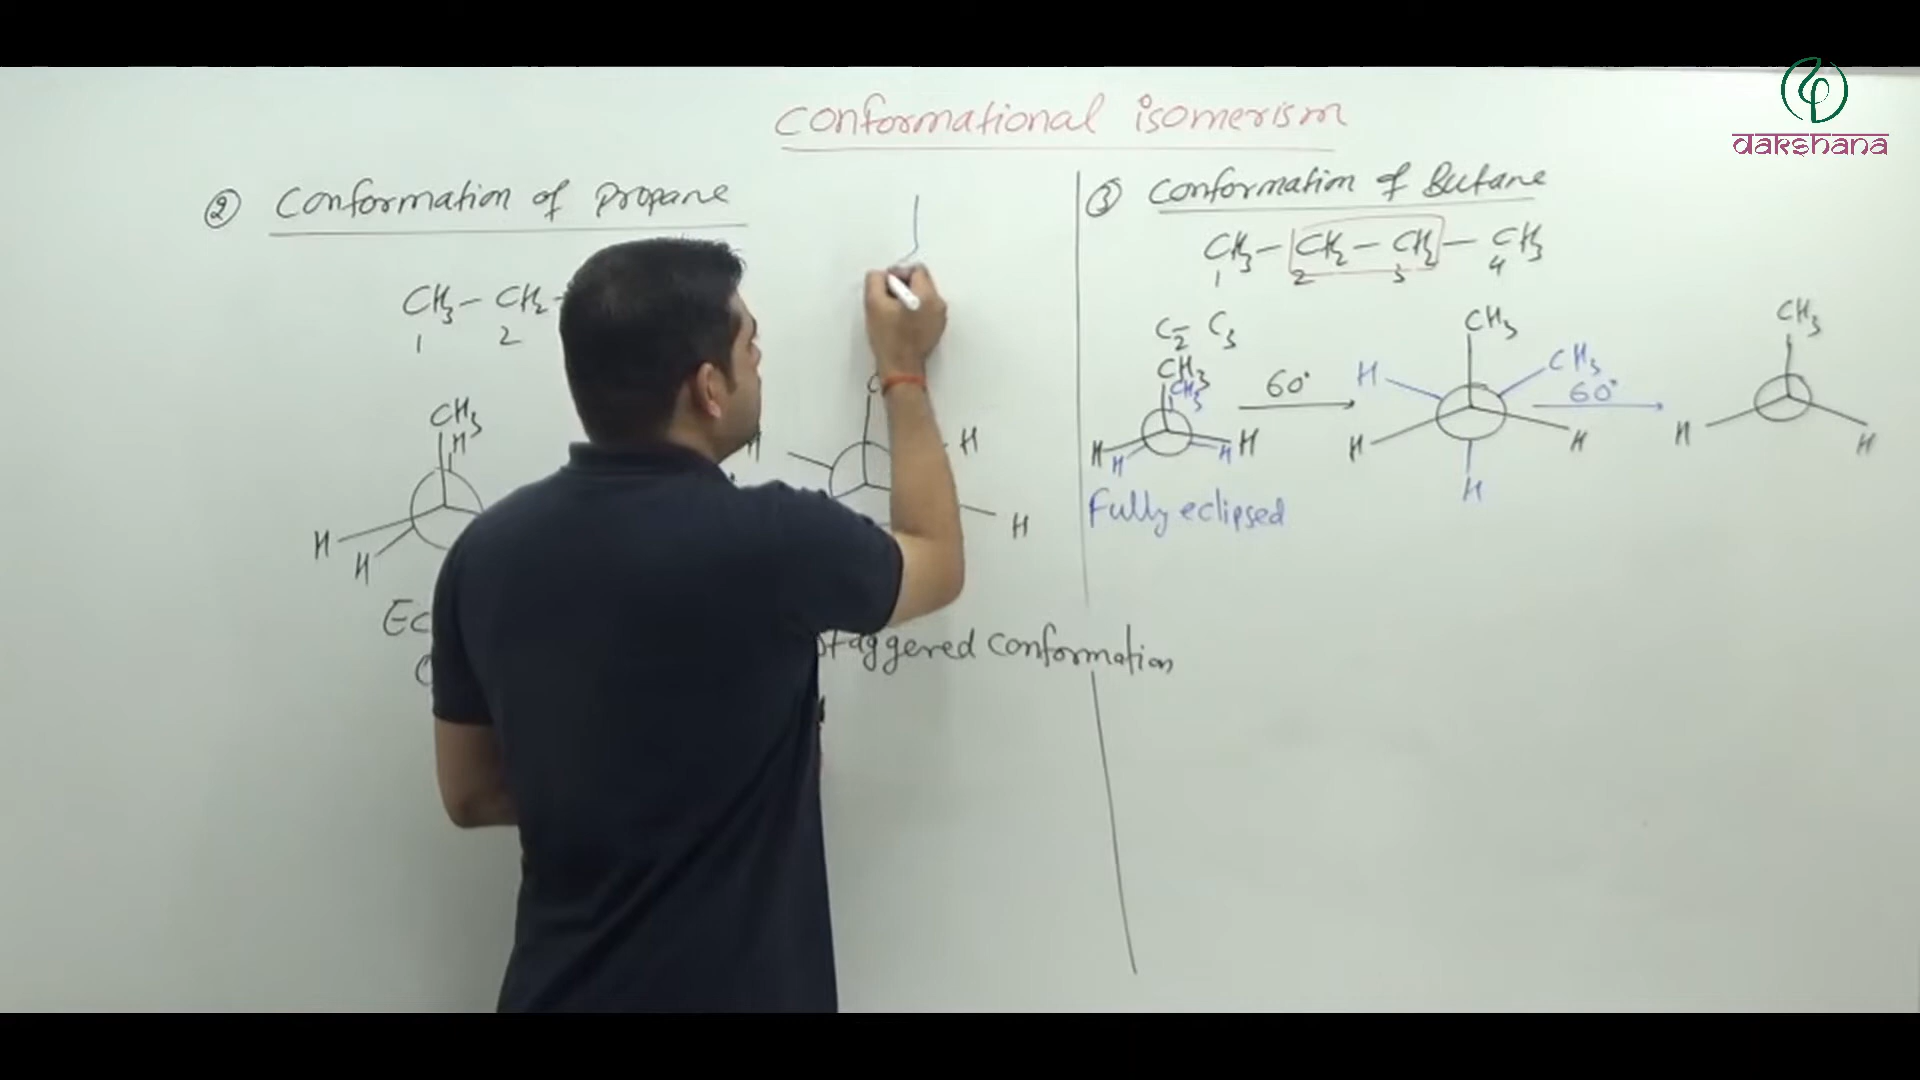 Conformational isomerism
dakshana
② Conformation of Propane
CH3 - CH2 -
1 2
CH3
H
H
H
H
H
H
Staggered Conformation
③ Conformation of Butane
CH3 - CH2 - CH2 - CH3
1 2 3 4
C2 C3
CH3
CH3
H H
H H
Fully eclipsed
60°
CH3
H CH3
H H
H
60°
CH3
H H